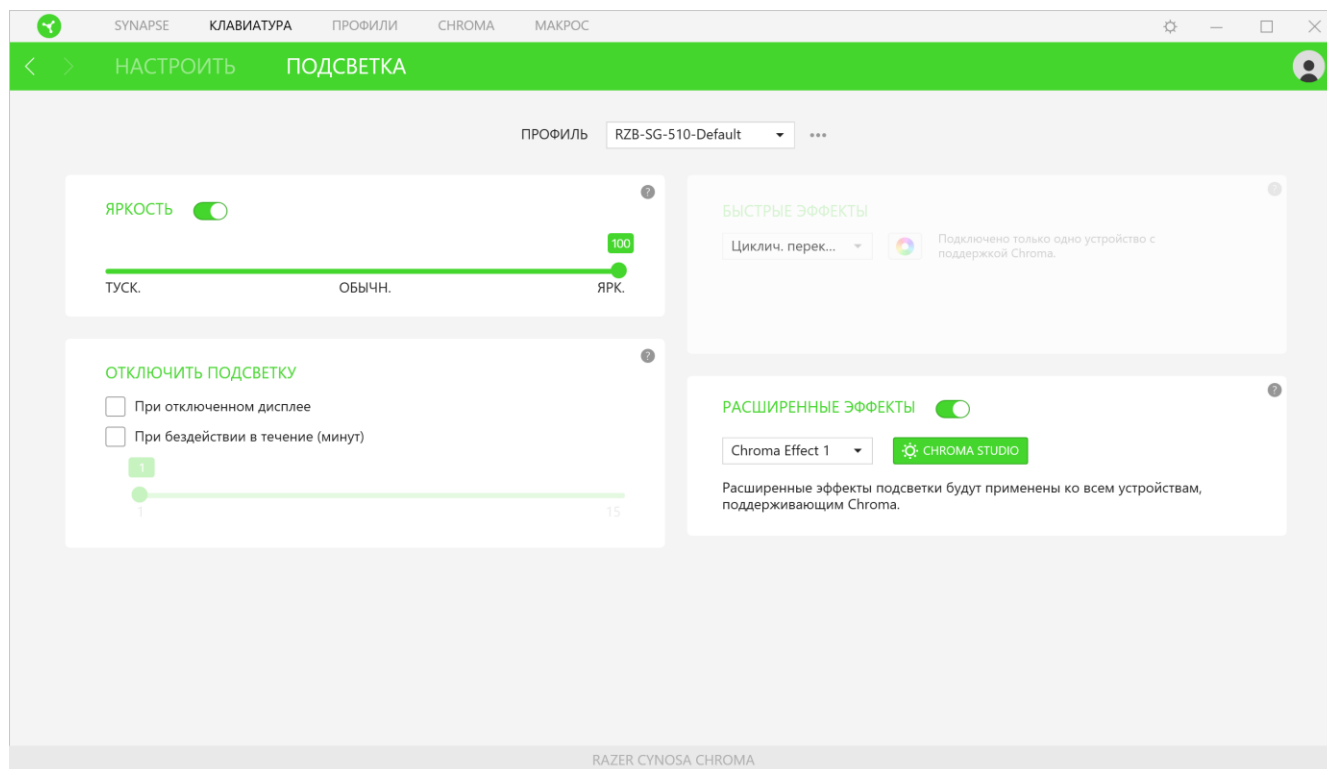 SYNAPSE КЛАВИАТУРА ПРОФИЛИ CHROMA МАКРОС
НАСТРОИТЬ ПОДСВЕТКА
ПРОФИЛЬ RZB-SG-510-Default
ЯРКОСТЬ
100
ТУСК. ОБЫЧН. ЯРК.
ОТКЛЮЧИТЬ ПОДСВЕТКУ
При отключенном дисплее
При бездействии в течение (минут)
1
1 15
БЫСТРЫЕ ЭФФЕКТЫ
Циклич. перек...
Подключено только одно устройство с
поддержкой Chroma.
РАСШИРЕННЫЕ ЭФФЕКТЫ
Chroma Effect 1 CHROMA STUDIO
Расширенные эффекты подсветки будут применены ко всем устройствам,
поддерживающим Chroma.
RAZER CYNOSA CHROMA